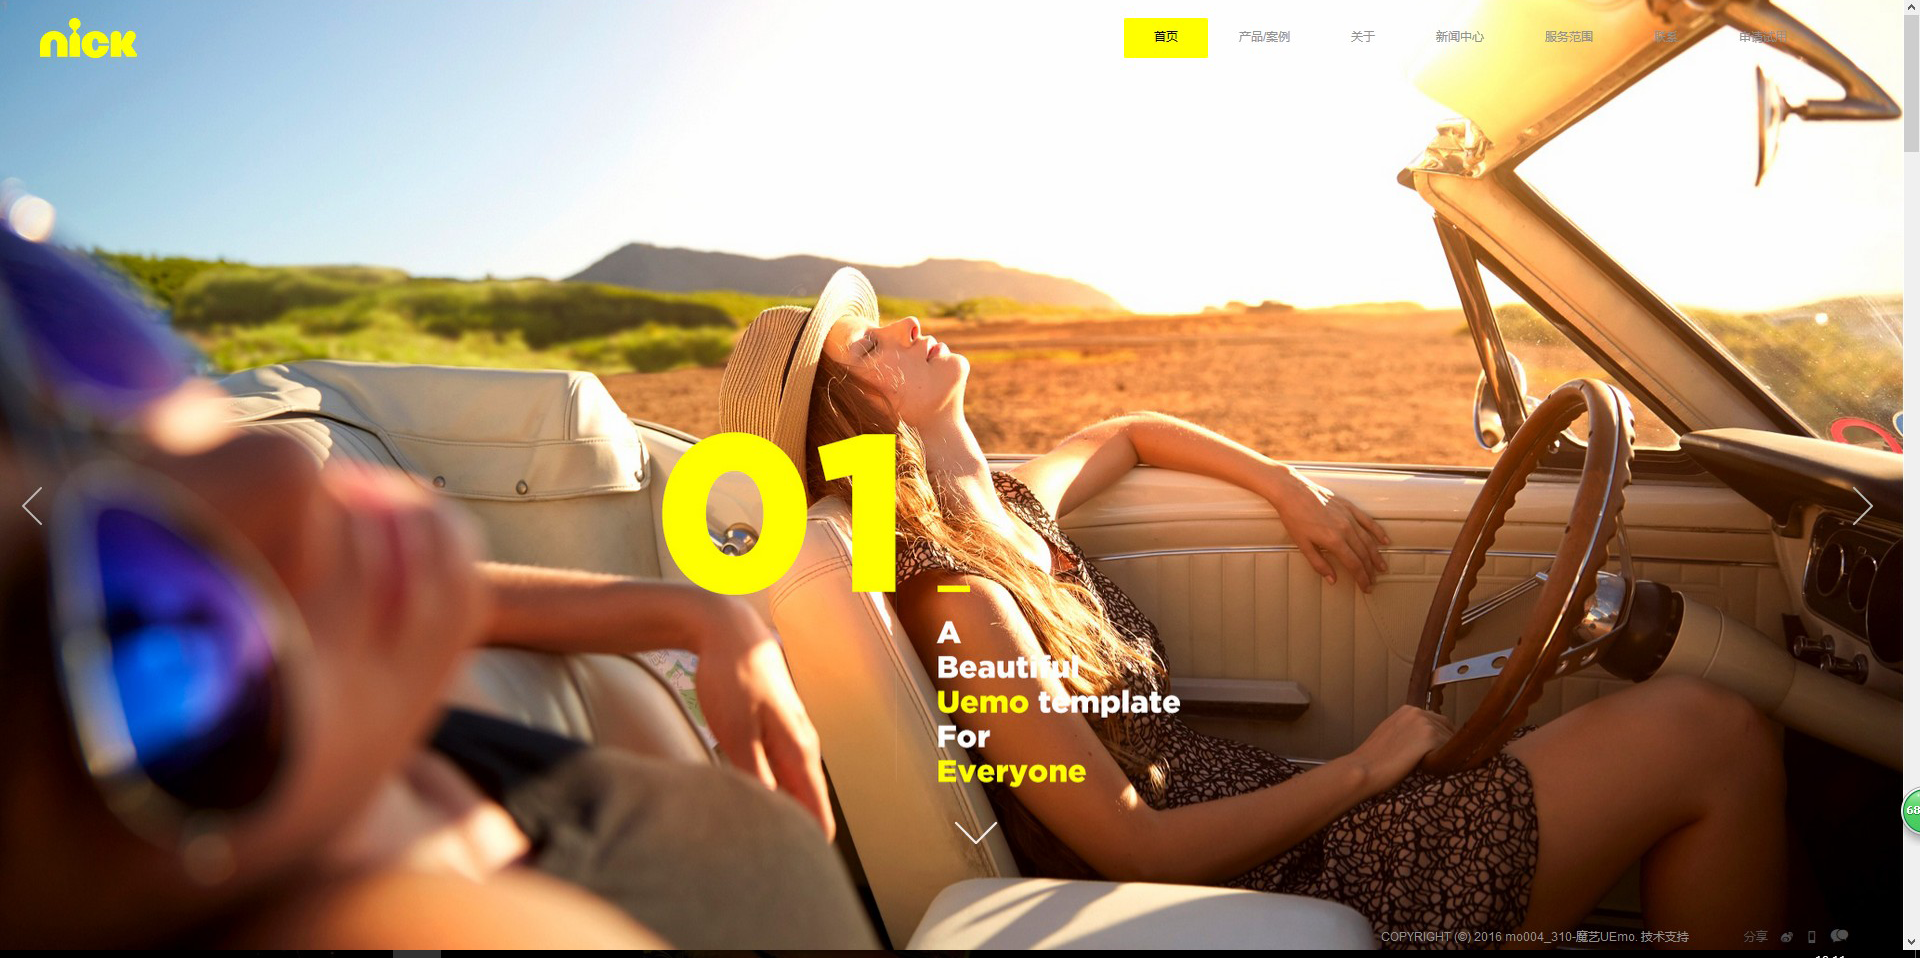 nick
首页
产品/案例
关于
新闻中心
服务范围
联系
申请试用
01
A
Beautiful
Uemo template
For
Everyone
COPYRIGHT (©) 2016 mo004_310-魔艺UEmo. 技术支持
分享
68